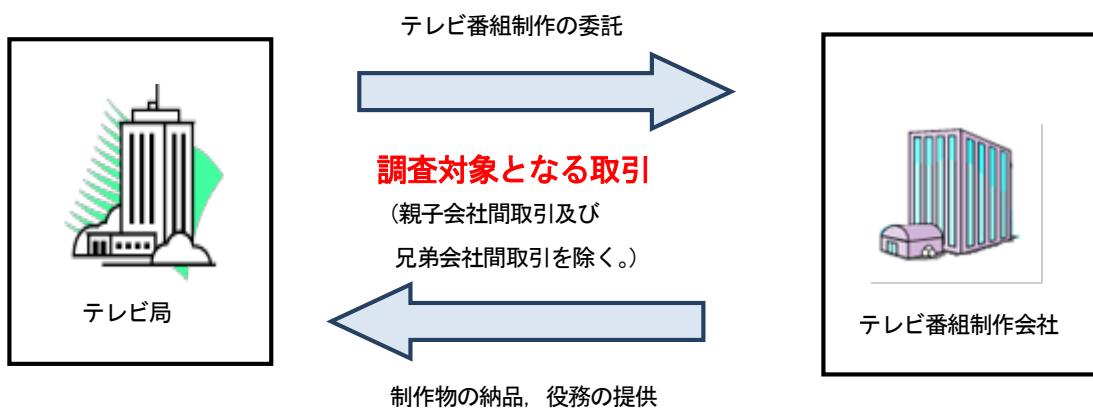 テレビ番組制作の委託
調査対象となる取引
（親子会社間取引及び
兄弟会社間取引を除く。）
テレビ局
テレビ番組制作会社
制作物の納品，役務の提供